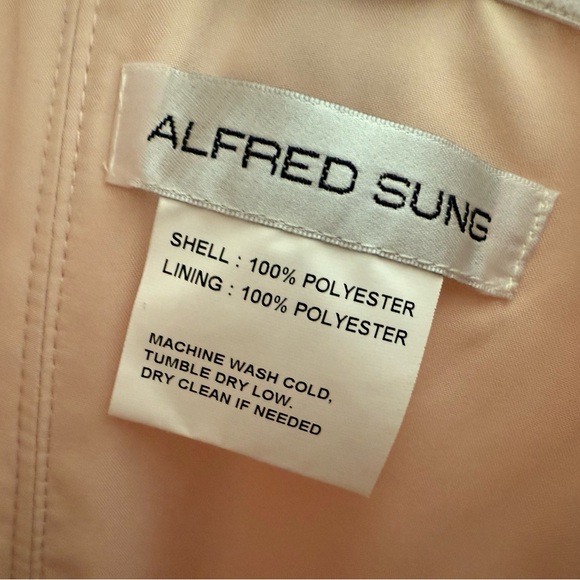 ALFRED SUNG
SHELL : 100% POLYESTER
LINING : 100% POLYESTER
MACHINE WASH COLD,
TUMBLE DRY LOW.
DRY CLEAN IF NEEDED